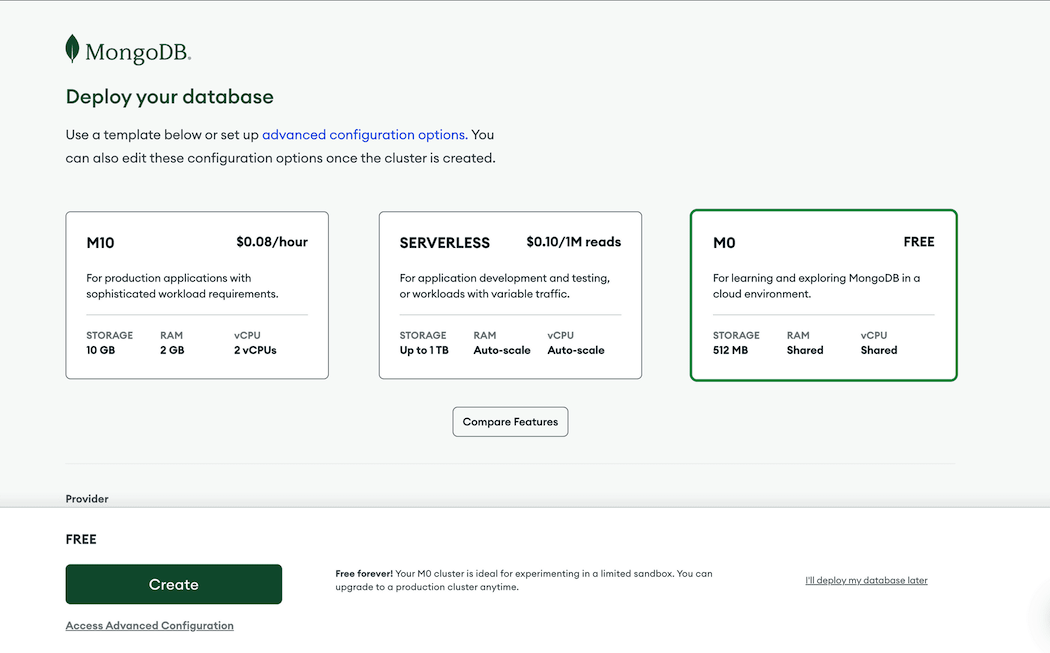 MongoDB.
Deploy your database
Use a template below or set up advanced configuration options. You
can also edit these configuration options once the cluster is created.
M10 $0.08/hour
For production applications with
sophisticated workload requirements.
STORAGE RAM vCPU
10 GB 2 GB 2 vCPUs
SERVERLESS $0.10/1M reads
For application development and testing,
or workloads with variable traffic.
STORAGE RAM vCPU
Up to 1 TB Auto-scale Auto-scale
M0 FREE
For learning and exploring MongoDB in a
cloud environment.
STORAGE RAM vCPU
512 MB Shared Shared
Compare Features
Provider
FREE
Create
Access Advanced Configuration
Free forever! Your M0 cluster is ideal for experimenting in a limited sandbox. You can
upgrade to a production cluster anytime.
I'll deploy my database later